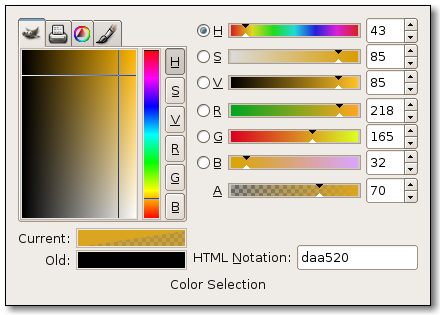 H 43
S 85
V 85
R 218
G 165
B 32
A 70
H
S
V
R
G
B
Current:
Old:
HTML Notation: daa520
Color Selection